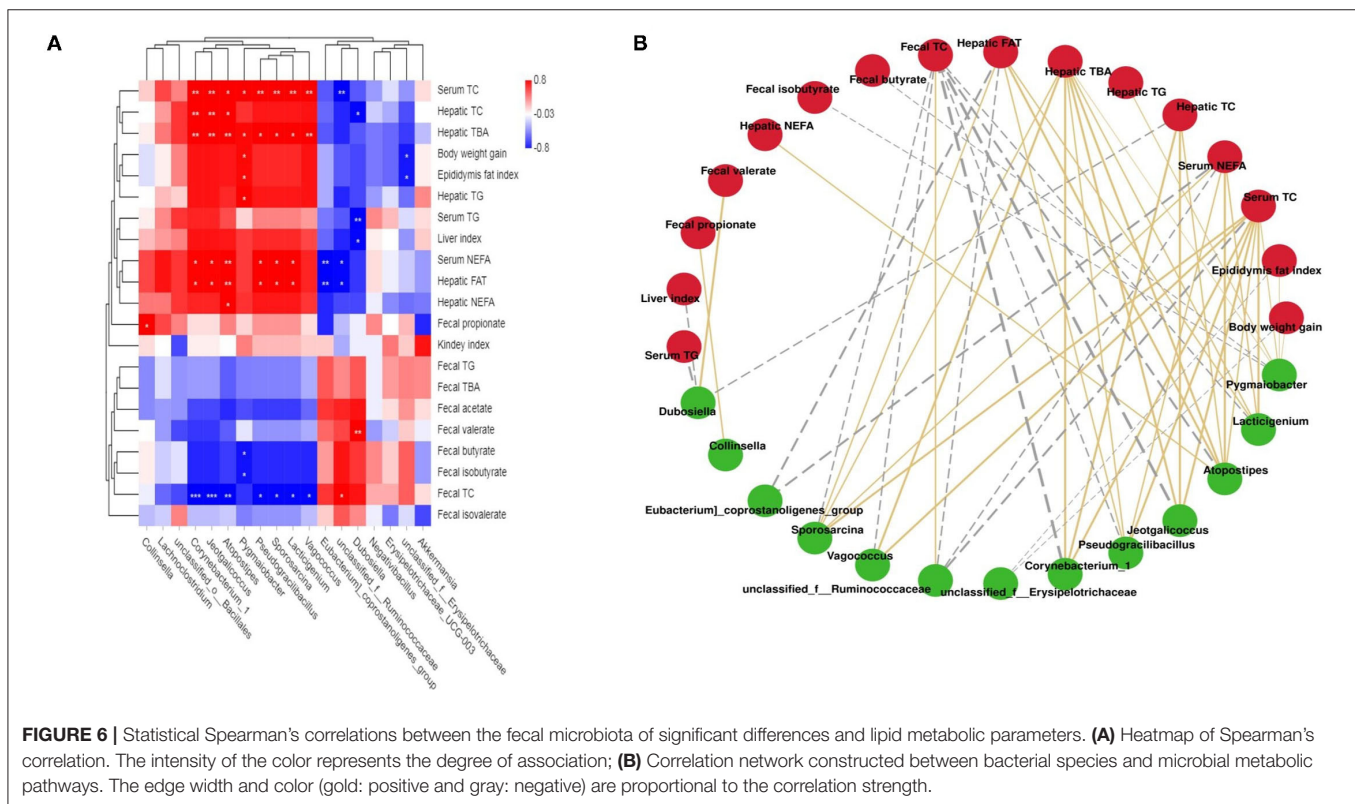 A
B
0.8
-0.03
-0.8
Serum TC
** ** * * ** ** ** ** **
Hepatic TC
** ** * *
Hepatic TBA
** ** ** * * * * **
Body weight gain
* *
Epididymis fat index
* *
Hepatic TG
*
Serum TG
**
Liver index
*
Serum NEFA
* * ** * * * ** *
Hepatic FAT
* * ** * * * ** *
Hepatic NEFA
*
Fecal propionate
*
Kindey index
Fecal TG
Fecal TBA
Fecal acetate
Fecal valerate
**
Fecal butyrate
*
Fecal isobutyrate
*
Fecal TC
*** *** ** * * * * *
Fecal isovalerate
Collinsella
Lachnoclostridium
unclassified_o__Bacillales
Corynebacterium_1
Jeotgalicoccus
Atopostipes
Pygmaiobacter
Pseudogracilibacillus
Sporosarcina
Lacticigenium
Vagococcus
Eubacterium]_coprostanoligenes_group
unclassified_f__Ruminococcaceae
Dubosiella
Negativibacillus
Erysipelotrichaceae_UCG-003
unclassified_f__Erysipelotrichaceae
Akkermansia
Fecal TC
Hepatic FAT
Hepatic TBA
Fecal butyrate
Hepatic TG
Fecal isobutyrate
Hepatic TC
Hepatic NEFA
Serum NEFA
Fecal valerate
Serum TC
Fecal propionate
Epididymis fat index
Liver index
Body weight gain
Serum TG
Pygmaiobacter
Dubosiella
Lacticigenium
Collinsella
Atopostipes
Eubacterium]_coprostanoligenes_group
Jeotgalicoccus
Sporosarcina
Pseudogracilibacillus
Vagococcus
Corynebacterium_1
unclassified_f__Ruminococcaceae
unclassified_f__Erysipelotrichaceae
FIGURE 6 | Statistical Spearman's correlations between the fecal microbiota of significant differences and lipid metabolic parameters. (A) Heatmap of Spearman's
correlation. The intensity of the color represents the degree of association; (B) Correlation network constructed between bacterial species and microbial metabolic
pathways. The edge width and color (gold: positive and gray: negative) are proportional to the correlation strength.